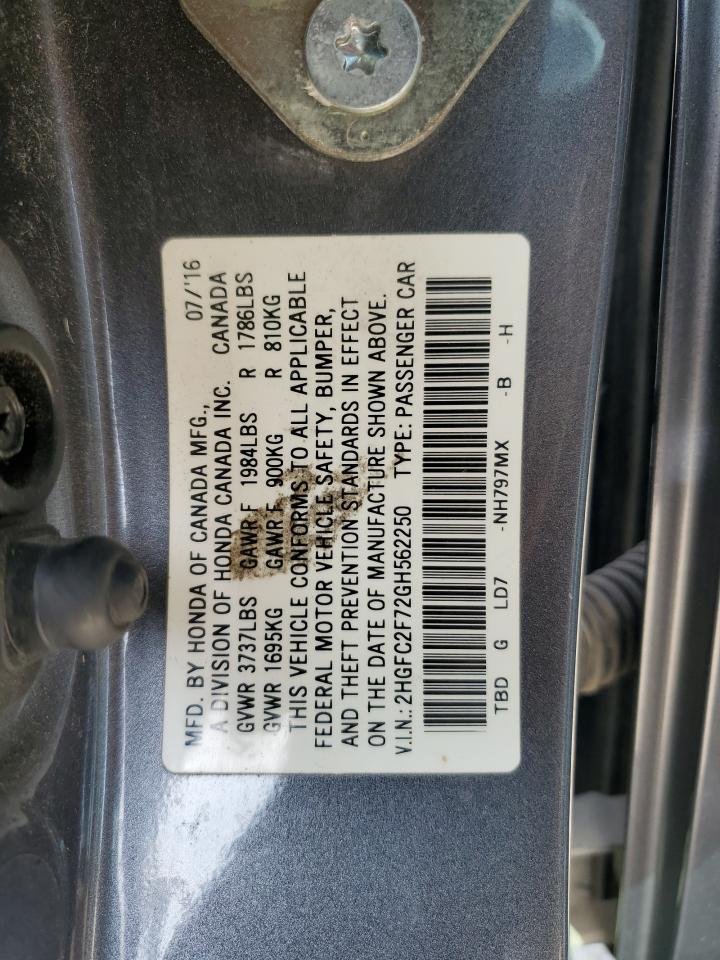 MFD. BY HONDA OF CANADA MFG., 07/'16
A DIVISION OF HONDA CANADA INC. CANADA
GVWR 3737LBS GAWR F 1984LBS R 1786LBS
GVWR 1695KG GAWR F 900KG R 810KG
THIS VEHICLE CONFORMS TO ALL APPLICABLE
FEDERAL MOTOR VEHICLE SAFETY, BUMPER,
AND THEFT PREVENTION STANDARDS IN EFFECT
ON THE DATE OF MANUFACTURE SHOWN ABOVE.
V.I.N.: 2HGFC2F72GH562250 TYPE: PASSENGER CAR
TBD G LD7 -NH797MX -B -H